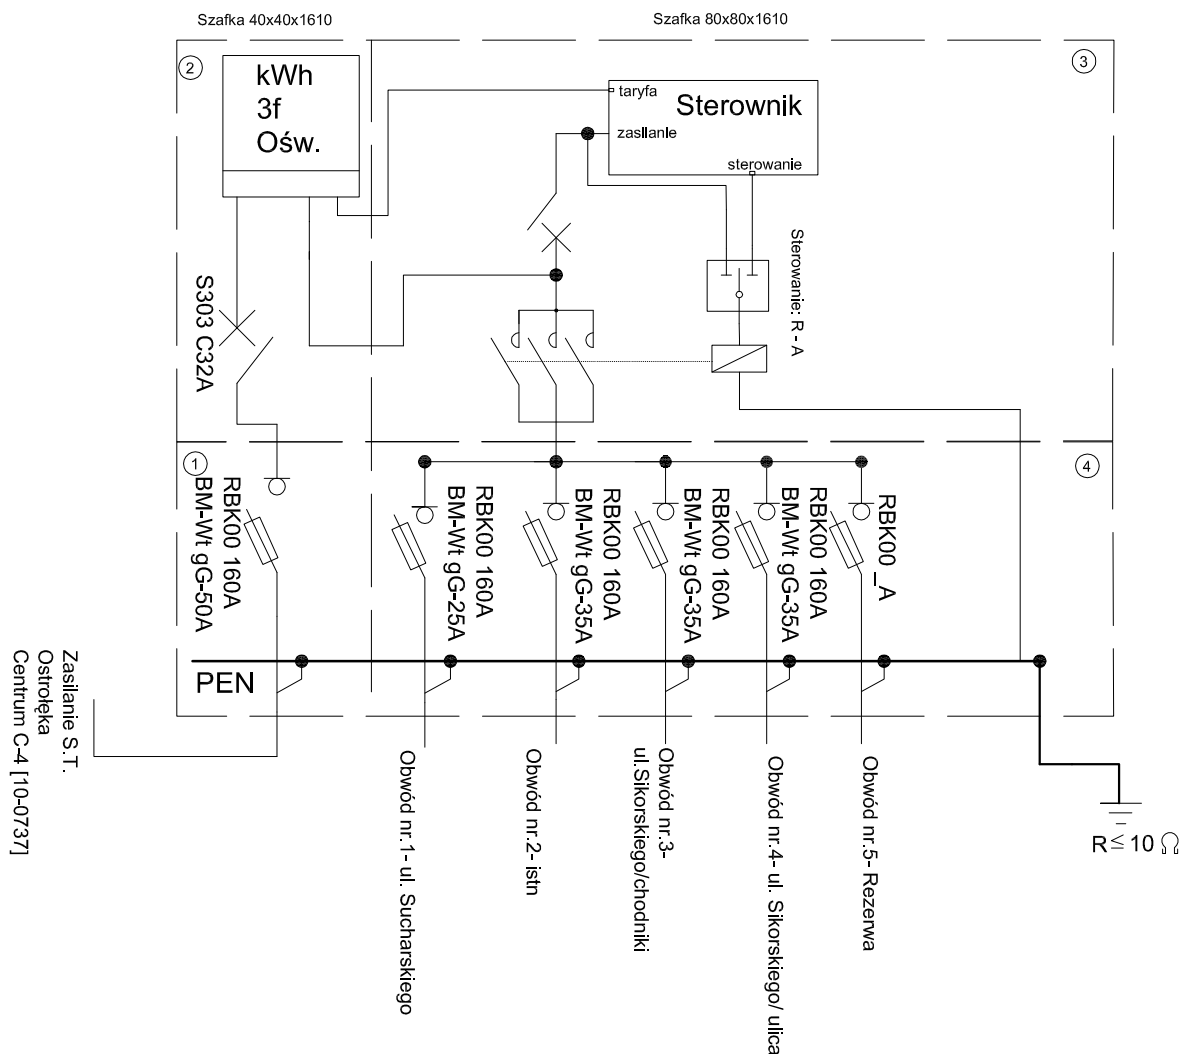 Szafka 40x40x1610
Szafka 80x80x1610
2
kWh
3f
Ośw.
3
taryfa
Sterownik
zasilanie
sterowanie
Sterowanie: R - A
S303 C32A
1
RBK00 160A
BM-Wt gG-50A
RBK00 160A
BM-Wt gG-25A
RBK00 160A
BM-Wt gG-35A
RBK00 160A
BM-Wt gG-35A
RBK00 160A
BM-Wt gG-35A
RBK00 _A
4
PEN
Zasilanie S.T.
Ostrołęka
Centrum C-4 [10-0737]
Obwód nr.1- ul. Sucharskiego
Obwód nr.2- istn
Obwód nr.3-
ul.Sikorskiego/chodniki
Obwód nr.4- ul. Sikorskiego/ ulica
Obwód nr.5- Rezerwa
R ≤ 10 Ω